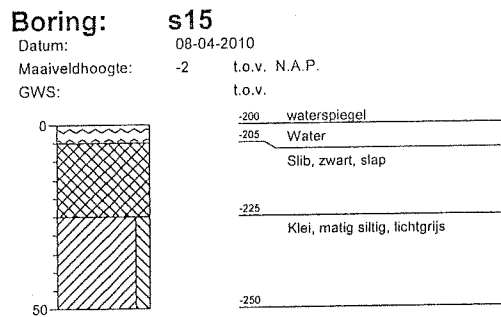 Boring: s15
Datum: 08-04-2010
Maaiveldhoogte: -2 t.o.v. N.A.P.
GWS: t.o.v.
0
-200 waterspiegel
-205 Water
Slib, zwart, slap
-225
Klei, matig siltig, lichtgrijs
50
-250